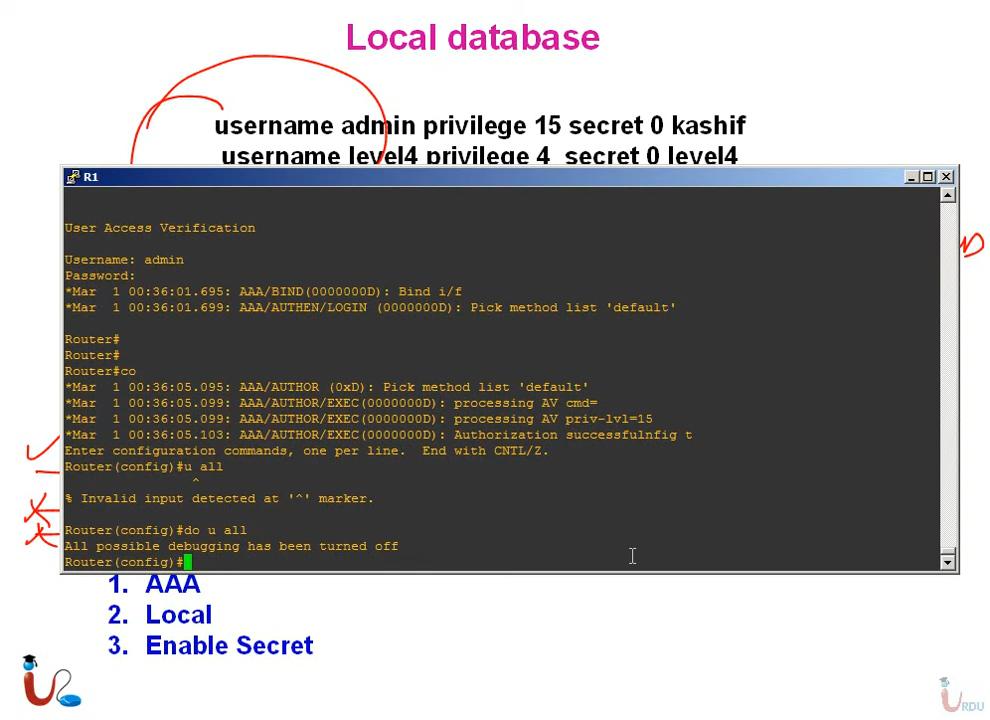 Local database
username admin privilege 15 secret 0 kashif
username level4 privilege 4 secret 0 level4
R1
User Access Verification
Username: admin
Password:
*Mar 1 00:36:01.695: AAA/BIND(0000000D): Bind i/f
*Mar 1 00:36:01.699: AAA/AUTHEN/LOGIN (0000000D): Pick method list 'default'
Router#
Router#
Router#co
*Mar 1 00:36:05.095: AAA/AUTHOR (0xD): Pick method list 'default'
*Mar 1 00:36:05.099: AAA/AUTHOR/EXEC(0000000D): processing AV cmd=
*Mar 1 00:36:05.099: AAA/AUTHOR/EXEC(0000000D): processing AV priv-lvl=15
*Mar 1 00:36:05.103: AAA/AUTHOR/EXEC(0000000D): Authorization successfulnfig t
Enter configuration commands, one per line. End with CNTL/Z.
Router(config)#u all
^
% Invalid input detected at '^' marker.
Router(config)#do u all
All possible debugging has been turned off
Router(config)#
1. AAA
2. Local
3. Enable Secret
URDU